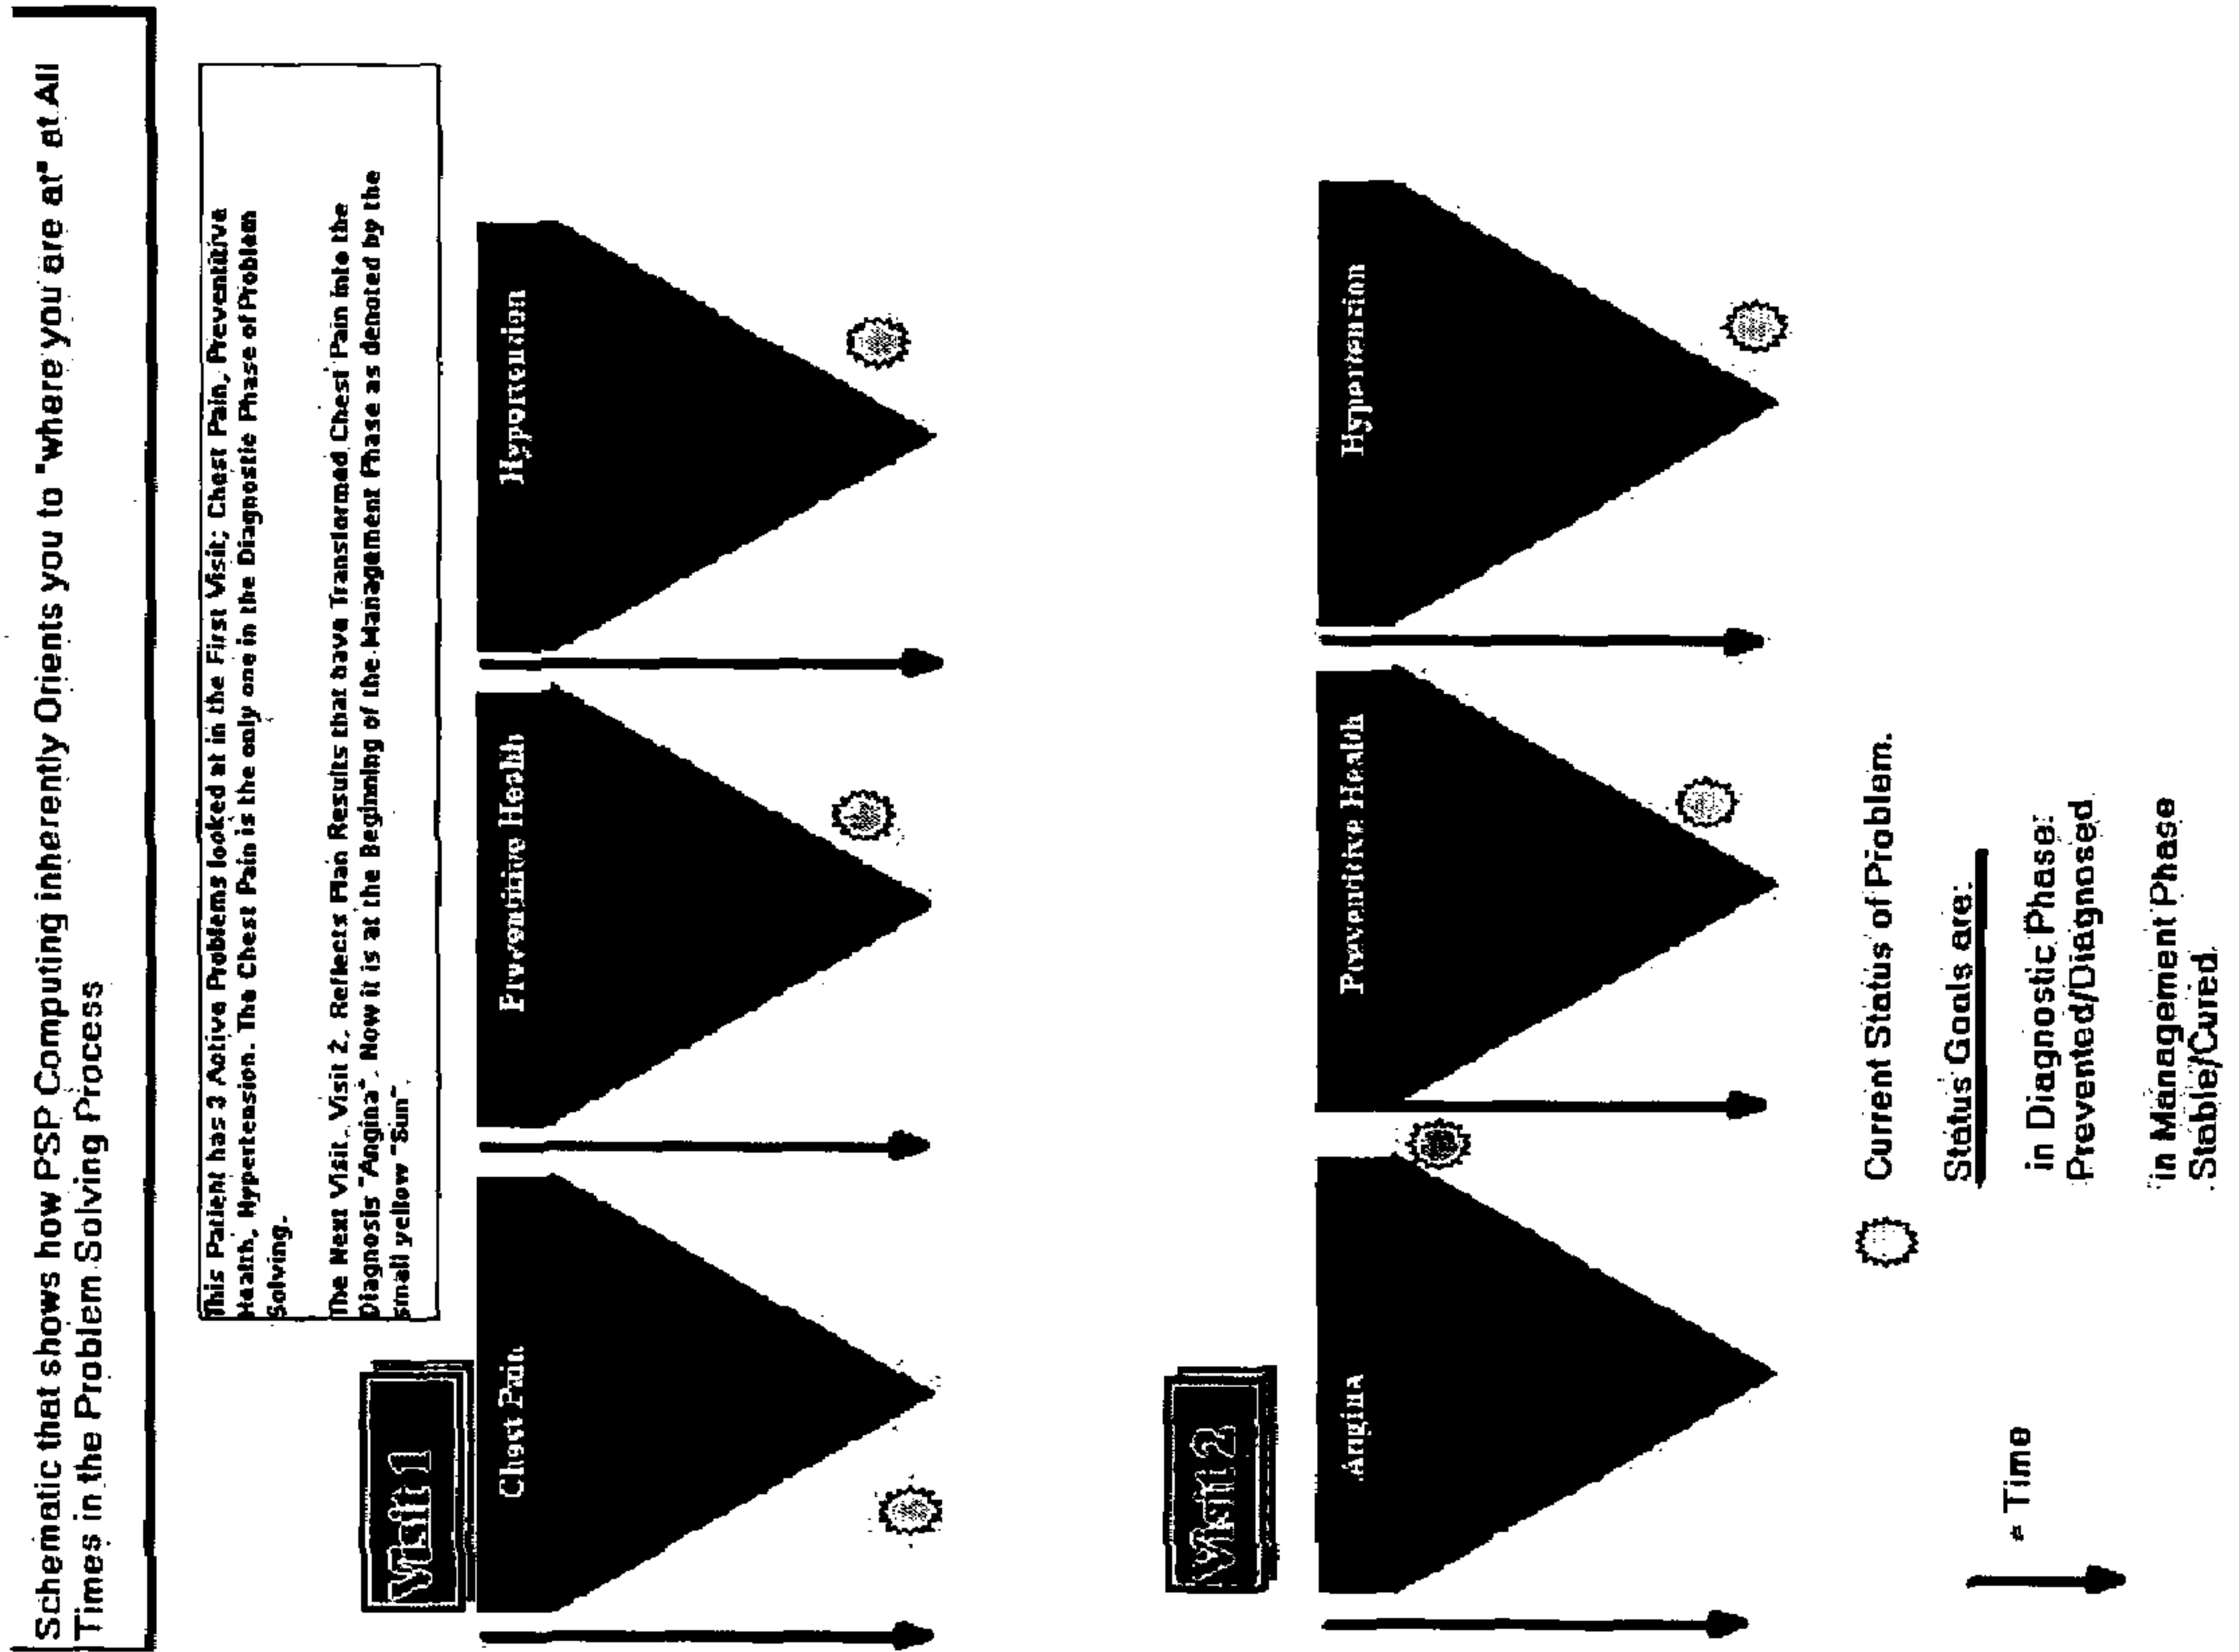 Schematic that shows how PSP Computing inherently Orients you to "where you are at" at All
Times in the Problem Solving Process
This Patient has 3 Active Problems looked at in the First Visit; Chest Pain, Preventitive
Health, Hypertension. The Chest Pain is the only one in the Diagnostic Phase of Problem
Solving.
The Next Visit, Visit 2, Reflects Plan Results that have Transformed Chest Pain into the
Diagnosis "Angina". Now it is at the Beginning of the Management Phase as denoted by the
small yellow "Sun".
Visit 1
Chest Pain
Preventitive Health
Hypertension
Visit 2
Angina
Preventitive Health
Hypertension
Current Status of Problem.
Status Goals are:
in Diagnostic Phase:
Prevented/Diagnosed
in Management Phase
Stable/Cured
= Time